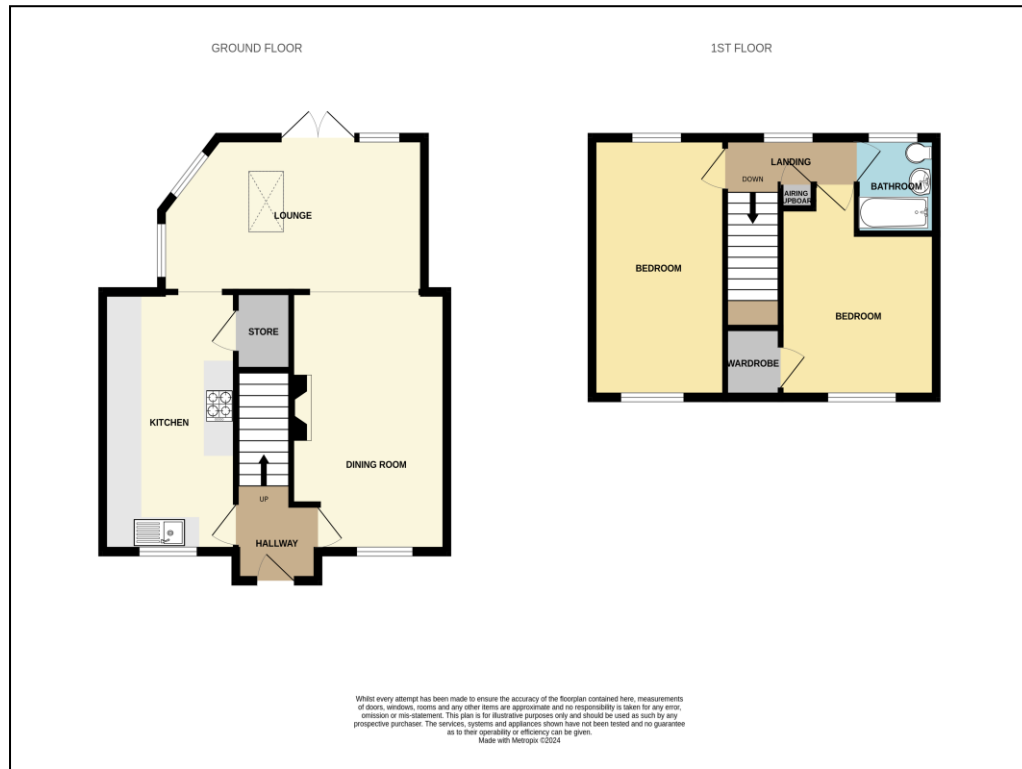 GROUND FLOOR
1ST FLOOR
LOUNGE
STORE
KITCHEN
DINING ROOM
UP
HALLWAY
LANDING
DOWN
BATHROOM
AIRING
UPBOAR
BEDROOM
BEDROOM
WARDROBE
Whilst every attempt has been made to ensure the accuracy of the floorplan contained here, measurements
of doors, windows, rooms and any other items are approximate and no responsibility is taken for any error,
omission or mis-statement. This plan is for illustrative purposes only and should be used as such by any
prospective purchaser. The services, systems and appliances shown have not been tested and no guarantee
as to their operability or efficiency can be given.
Made with Metropix ©2024